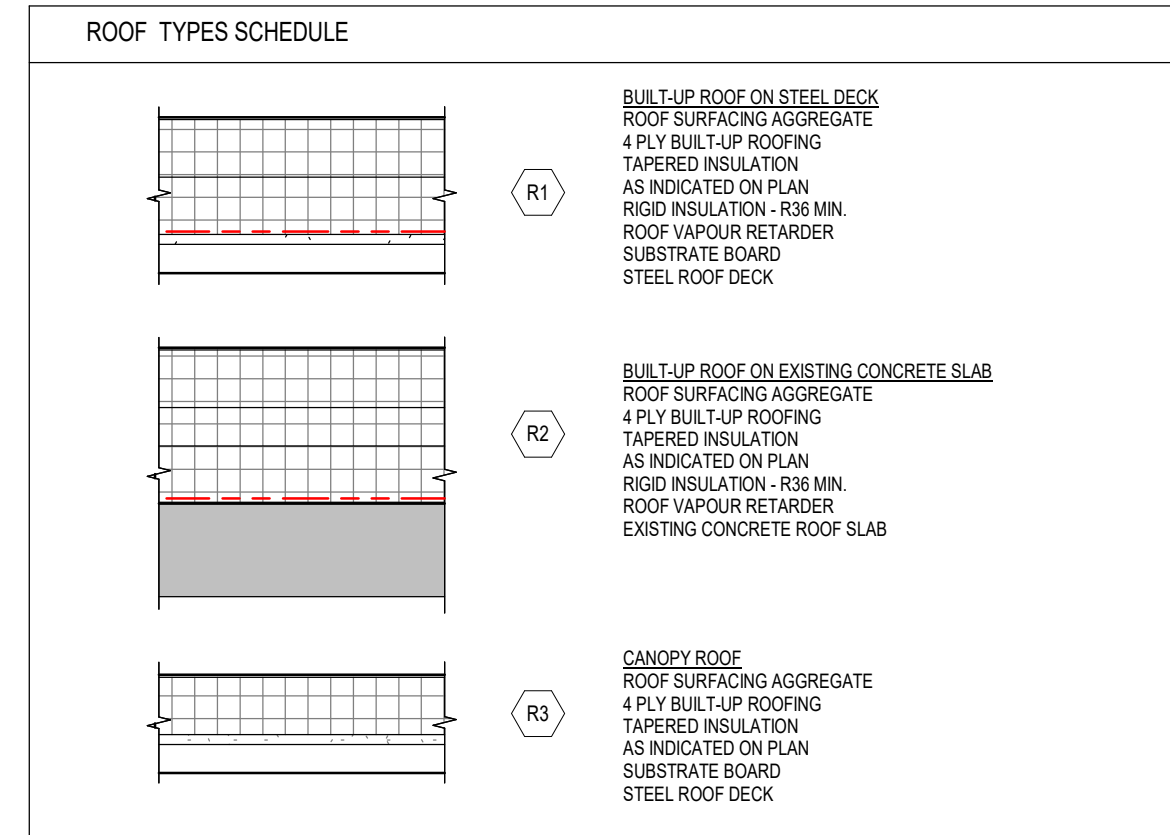 ROOF TYPES SCHEDULE
R1
BUILT-UP ROOF ON STEEL DECK
ROOF SURFACING AGGREGATE
4 PLY BUILT-UP ROOFING
TAPERED INSULATION
AS INDICATED ON PLAN
RIGID INSULATION - R36 MIN.
ROOF VAPOUR RETARDER
SUBSTRATE BOARD
STEEL ROOF DECK
R2
BUILT-UP ROOF ON EXISTING CONCRETE SLAB
ROOF SURFACING AGGREGATE
4 PLY BUILT-UP ROOFING
TAPERED INSULATION
AS INDICATED ON PLAN
RIGID INSULATION - R36 MIN.
ROOF VAPOUR RETARDER
EXISTING CONCRETE ROOF SLAB
R3
CANOPY ROOF
ROOF SURFACING AGGREGATE
4 PLY BUILT-UP ROOFING
TAPERED INSULATION
AS INDICATED ON PLAN
SUBSTRATE BOARD
STEEL ROOF DECK